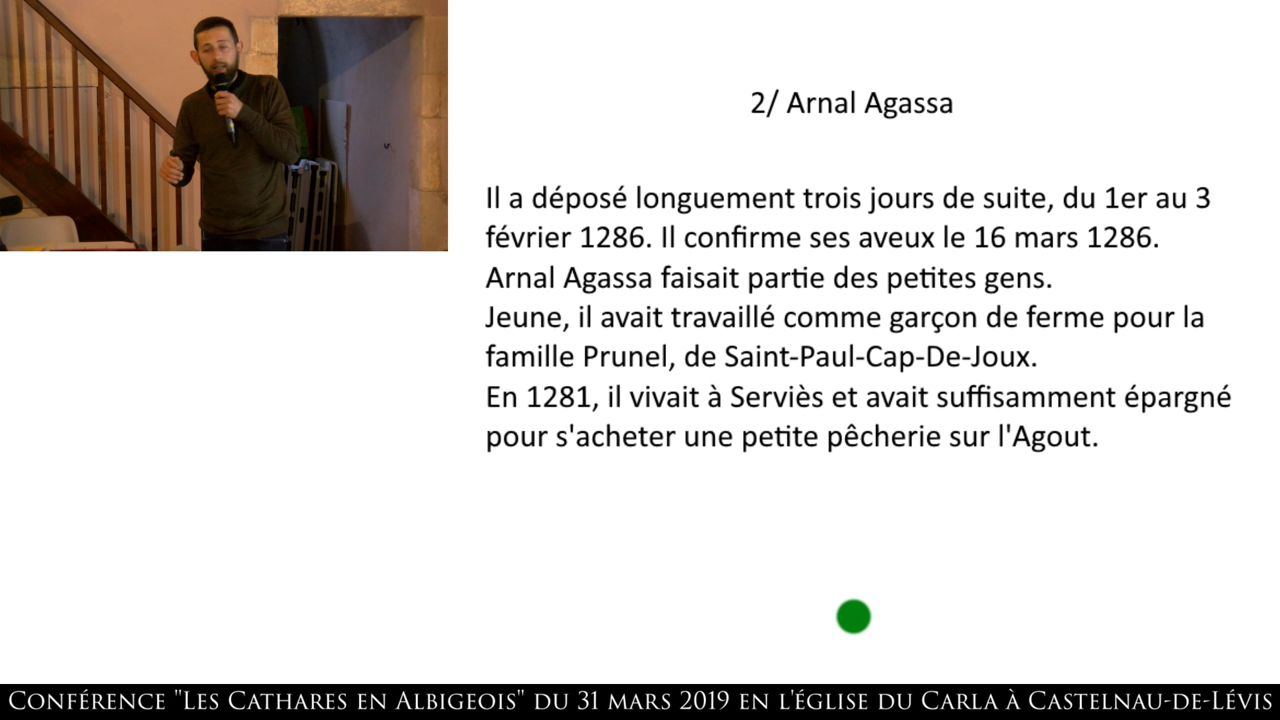 2/ Arnal Agassa
Il a déposé longuement trois jours de suite, du 1er au 3
février 1286. Il confirme ses aveux le 16 mars 1286.
Arnal Agassa faisait partie des petites gens.
Jeune, il avait travaillé comme garçon de ferme pour la
famille Prunel, de Saint-Paul-Cap-De-Joux.
En 1281, il vivait à Serviès et avait suffisamment épargné
pour s'acheter une petite pêcherie sur l'Agout.
Conférence "Les Cathares en Albigeois" du 31 mars 2019 en l'église du Carla à Castelnau-de-Lévis